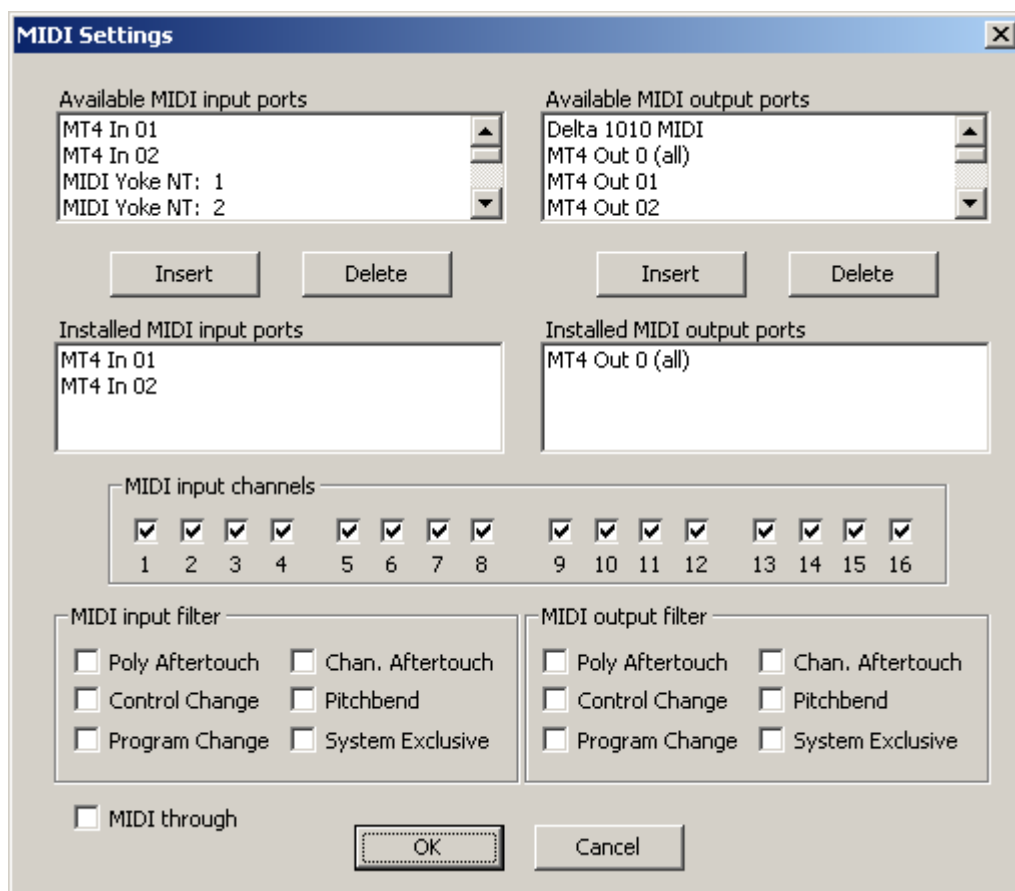 MIDI Settings
Available MIDI input ports
MT4 In 01
MT4 In 02
MIDI Yoke NT: 1
MIDI Yoke NT: 2
Available MIDI output ports
Delta 1010 MIDI
MT4 Out 0 (all)
MT4 Out 01
MT4 Out 02
Insert Delete
Insert Delete
Installed MIDI input ports
MT4 In 01
MT4 In 02
Installed MIDI output ports
MT4 Out 0 (all)
MIDI input channels
1 2 3 4 5 6 7 8 9 10 11 12 13 14 15 16
MIDI input filter
Poly Aftertouch Chan. Aftertouch
Control Change Pitchbend
Program Change System Exclusive
MIDI output filter
Poly Aftertouch Chan. Aftertouch
Control Change Pitchbend
Program Change System Exclusive
MIDI through
OK Cancel